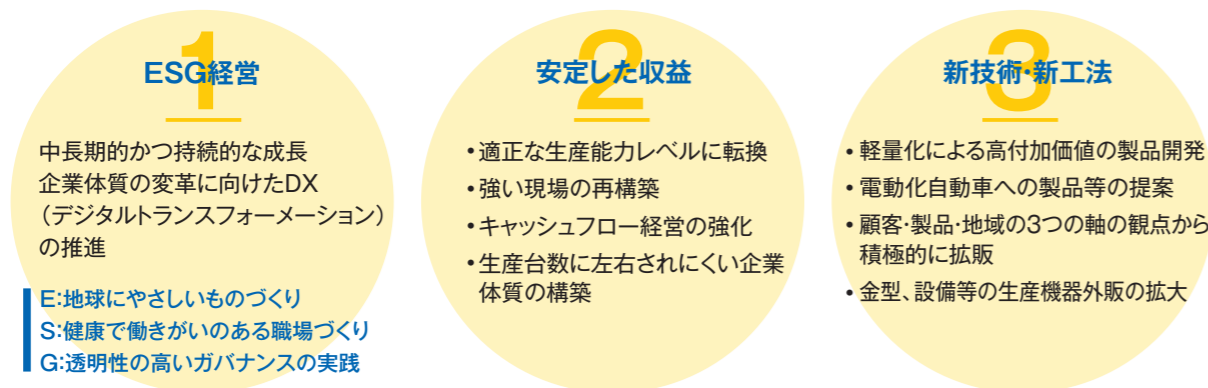 1
ESG経営
中長期的かつ持続的な成長
企業体質の変革に向けたDX
（デジタルトランスフォーメーション）
の推進
E:地球にやさしいものづくり
S:健康で働きがいのある職場づくり
G:透明性の高いガバナンスの実践
2
安定した収益
•適正な生産能力レベルに転換
•強い現場の再構築
•キャッシュフロー経営の強化
•生産台数に左右されにくい企業
体質の構築
3
新技術・新工法
•軽量化による高付加価値の製品開発
•電動化自動車への製品等の提案
•顧客・製品・地域の3つの軸の観点から
積極的に拡販
•金型、設備等の生産機器外販の拡大